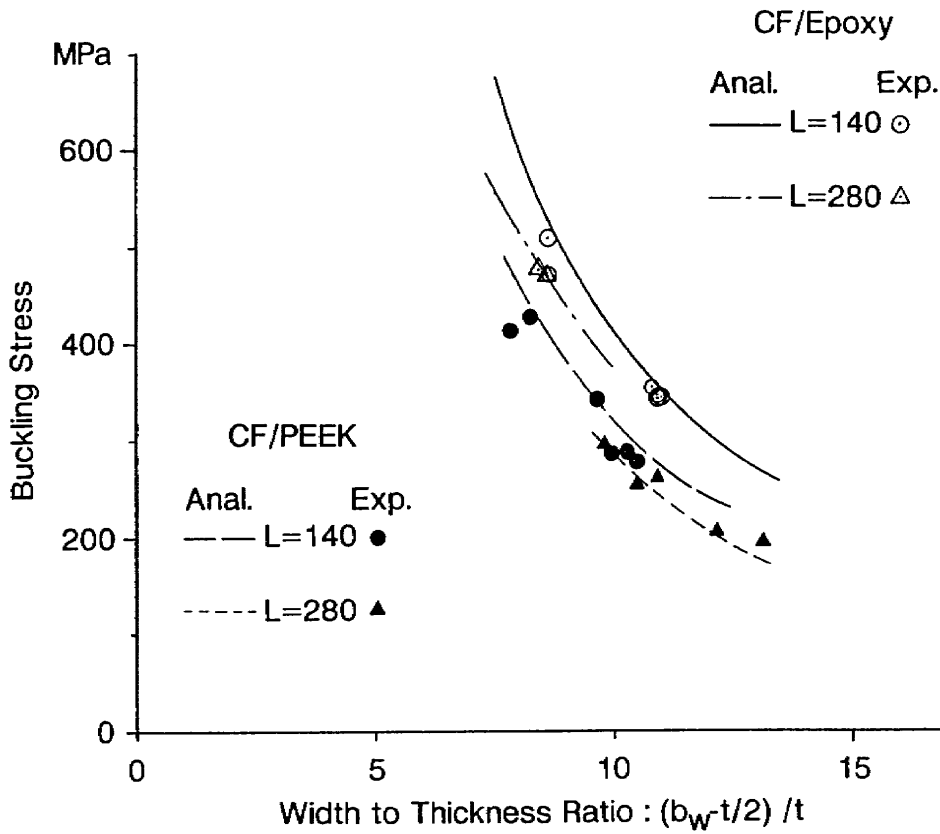 CF/Epoxy
MPa
Anal. Exp.
L=140
600
L=280
400
Buckling Stress
CF/PEEK
Anal. Exp.
L=140
200
L=280
0
0 5 10 15
Width to Thickness Ratio : (bw-t/2) /t